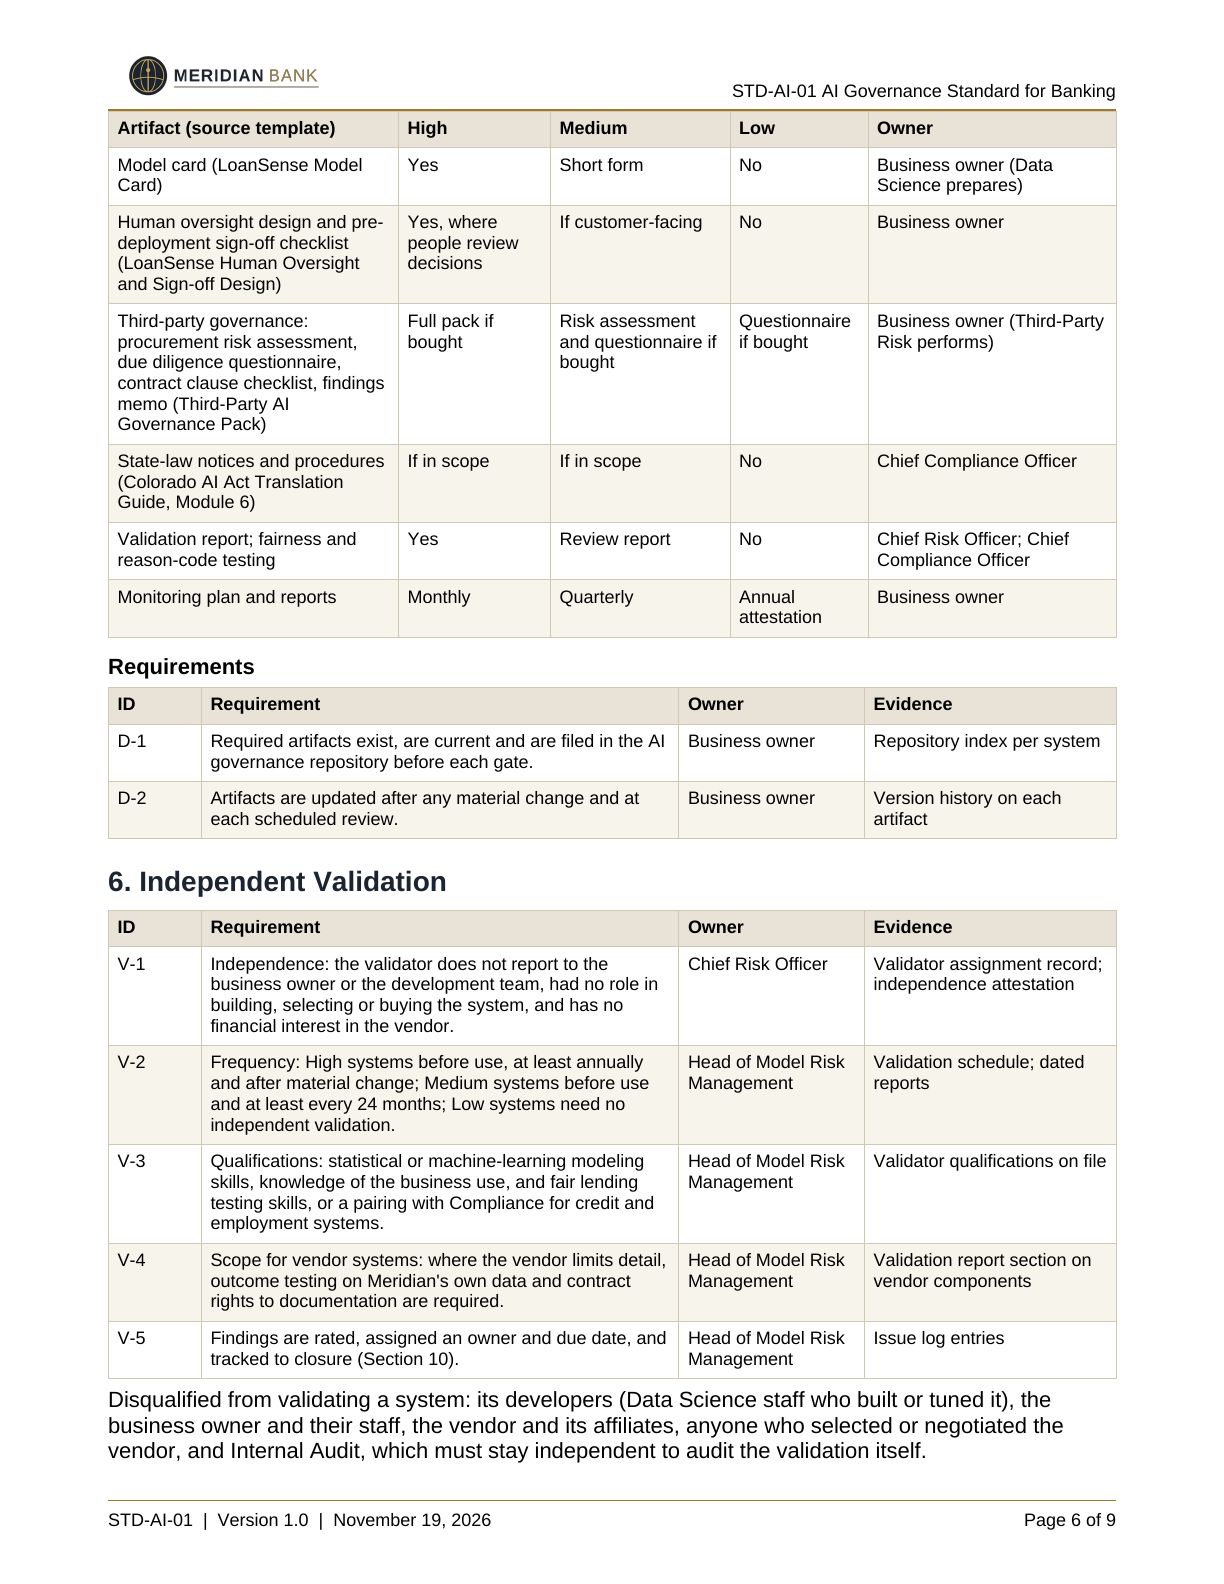 MERIDIAN BANK
STD-AI-01 AI Governance Standard for Banking
Artifact (source template) High Medium Low Owner
Model card (LoanSense Model
Card)
Yes
Short form
No
Business owner (Data
Science prepares)
Human oversight design and pre-
deployment sign-off checklist
(LoanSense Human Oversight
and Sign-off Design)
Yes, where
people review
decisions
If customer-facing
No
Business owner
Third-party governance:
procurement risk assessment,
due diligence questionnaire,
contract clause checklist, findings
memo (Third-Party AI
Governance Pack)
Full pack if
bought
Risk assessment
and questionnaire if
bought
Questionnaire
if bought
Business owner (Third-Party
Risk performs)
State-law notices and procedures
(Colorado AI Act Translation
Guide, Module 6)
If in scope
If in scope
No
Chief Compliance Officer
Validation report; fairness and
reason-code testing
Yes
Review report
No
Chief Risk Officer; Chief
Compliance Officer
Monitoring plan and reports
Monthly
Quarterly
Annual
attestation
Business owner
Requirements
ID Requirement Owner Evidence
D-1
Required artifacts exist, are current and are filed in the AI
governance repository before each gate.
Business owner
Repository index per system
D-2
Artifacts are updated after any material change and at
each scheduled review.
Business owner
Version history on each
artifact
6. Independent Validation
ID Requirement Owner Evidence
V-1
Independence: the validator does not report to the
business owner or the development team, had no role in
building, selecting or buying the system, and has no
financial interest in the vendor.
Chief Risk Officer
Validator assignment record;
independence attestation
V-2
Frequency: High systems before use, at least annually
and after material change; Medium systems before use
and at least every 24 months; Low systems need no
independent validation.
Head of Model Risk
Management
Validation schedule; dated
reports
V-3
Qualifications: statistical or machine-learning modeling
skills, knowledge of the business use, and fair lending
testing skills, or a pairing with Compliance for credit and
employment systems.
Head of Model Risk
Management
Validator qualifications on file
V-4
Scope for vendor systems: where the vendor limits detail,
outcome testing on Meridian's own data and contract
rights to documentation are required.
Head of Model Risk
Management
Validation report section on
vendor components
V-5
Findings are rated, assigned an owner and due date, and
tracked to closure (Section 10).
Head of Model Risk
Management
Issue log entries
Disqualified from validating a system: its developers (Data Science staff who built or tuned it), the
business owner and their staff, the vendor and its affiliates, anyone who selected or negotiated the
vendor, and Internal Audit, which must stay independent to audit the validation itself.
STD-AI-01 | Version 1.0 | November 19, 2026
Page 6 of 9